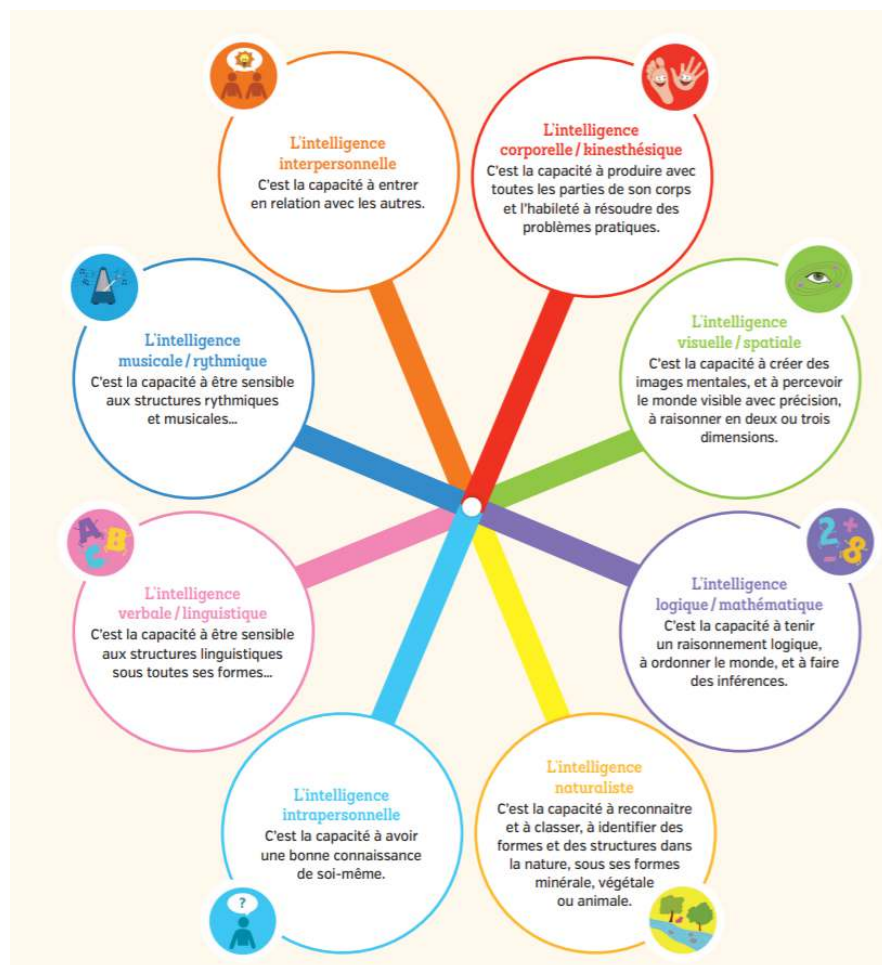 L'intelligence
interpersonnelle
C'est la capacité à entrer
en relation avec les autres.
L'intelligence
corporelle / kinesthésique
C'est la capacité à produire avec
toutes les parties de son corps
et l'habileté à résoudre des
problèmes pratiques.
L'intelligence
musicale / rythmique
C'est la capacité à être sensible
aux structures rythmiques
et musicales...
L'intelligence
visuelle / spatiale
C'est la capacité à créer des
images mentales, et à percevoir
le monde visible avec précision,
à raisonner en deux ou trois
dimensions.
A
B
C
L'intelligence
verbale / linguistique
C'est la capacité à être sensible
aux structures linguistiques
sous toutes ses formes...
2 +
- 8
L'intelligence
logique / mathématique
C'est la capacité à tenir
un raisonnement logique,
à ordonner le monde, et à faire
des inférences.
L'intelligence
intrapersonnelle
C'est la capacité à avoir
une bonne connaissance
de soi-même.
?
L'intelligence
naturaliste
C'est la capacité à reconnaitre
et à classer, à identifier des
formes et des structures dans
la nature, sous ses formes
minérale, végétale
ou animale.